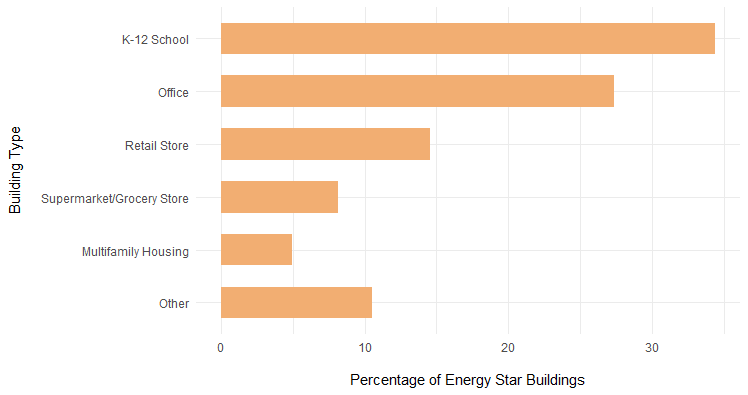 K-12 School
Office
Retail Store
Supermarket/Grocery Store
Multifamily Housing
Other
Building Type
0 10 20 30
Percentage of Energy Star Buildings